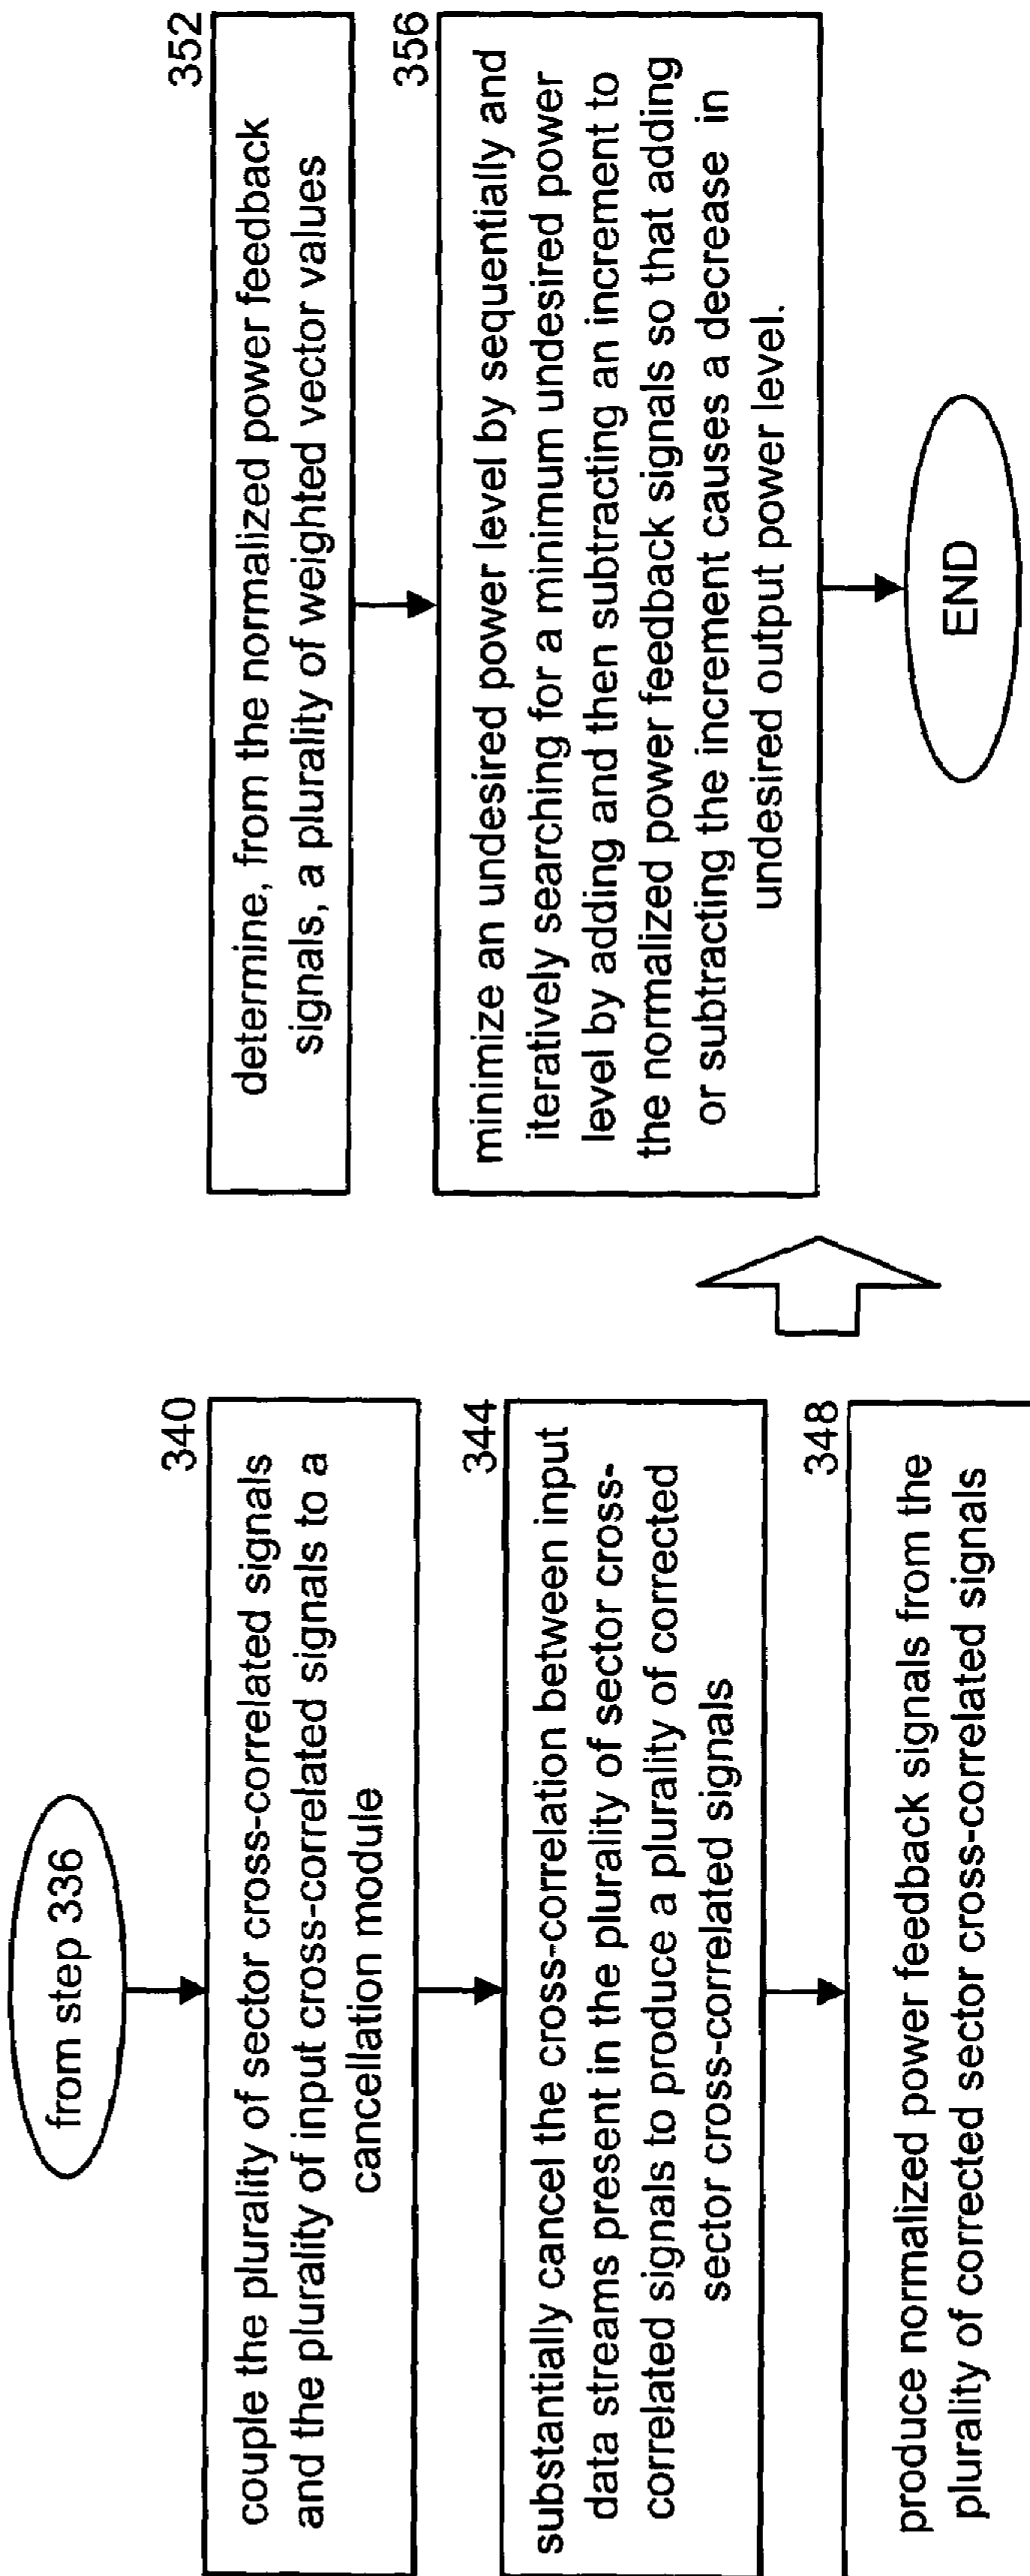 from step 336
340
couple the plurality of sector cross-correlated signals
and the plurality of input cross-correlated signals to a
cancellation module
344
substantially cancel the cross-correlation between input
data streams present in the plurality of sector cross-
correlated signals to produce a plurality of corrected
sector cross-correlated signals
348
produce normalized power feedback signals from the
plurality of corrected sector cross-correlated signals
352
determine, from the normalized power feedback
signals, a plurality of weighted vector values
356
minimize an undesired power level by sequentially and
iteratively searching for a minimum undesired power
level by adding and then subtracting an increment to
the normalized power feedback signals so that adding
or subtracting the increment causes a decrease in
undesired output power level.
END